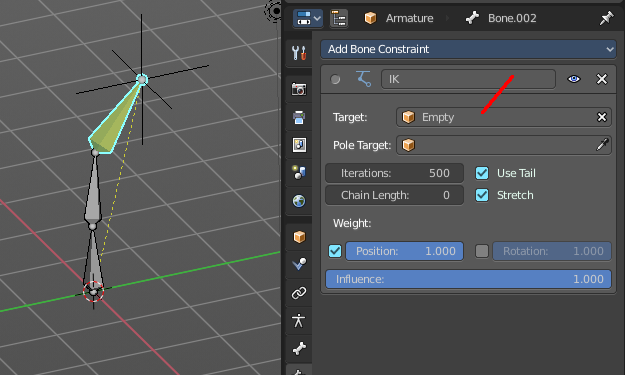 Armature Bone.002
Add Bone Constraint
IK
Target: Empty
Pole Target:
Iterations: 500 Use Tail
Chain Length: 0 Stretch
Weight:
Position: 1.000 Rotation: 1.000
Influence: 1.000